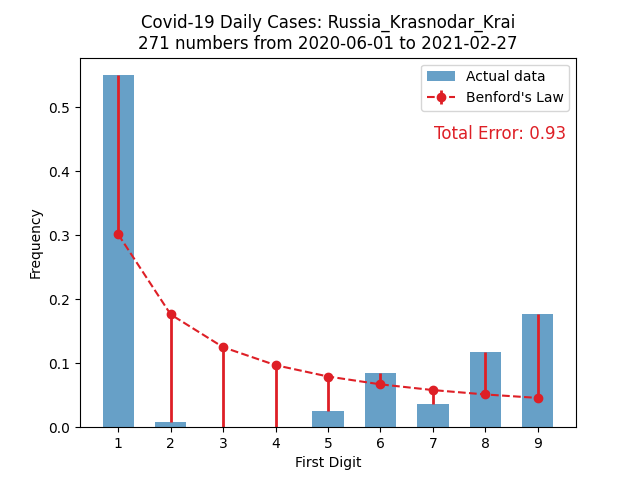 Covid-19 Daily Cases: Russia_Krasnodar_Krai
271 numbers from 2020-06-01 to 2021-02-27
Actual data
Benford's Law
Total Error: 0.93
Frequency
0.5
0.4
0.3
0.2
0.1
0.0
1 2 3 4 5 6 7 8 9
First Digit